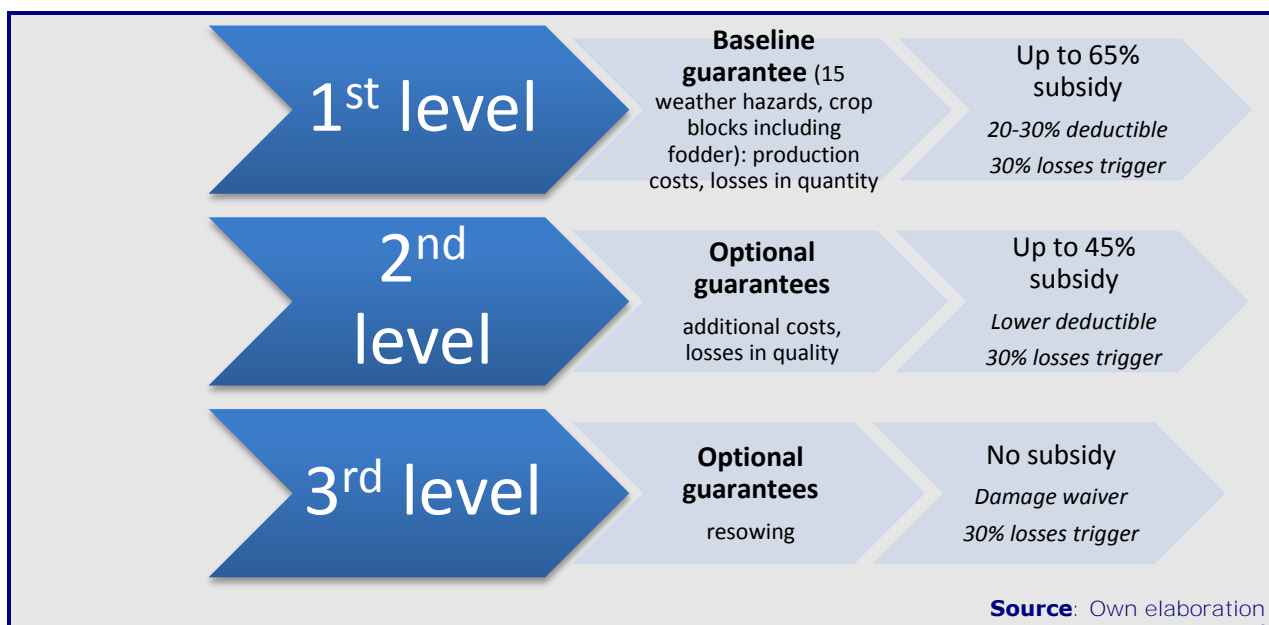 1st level
Baseline
guarantee (15
weather hazards, crop
blocks including
fodder): production
costs, losses in quantity
Up to 65%
subsidy
20-30% deductible
30% losses trigger
2nd
level
Optional
guarantees
additional costs,
losses in quality
Up to 45%
subsidy
Lower deductible
30% losses trigger
3rd level
Optional
guarantees
resowing
No subsidy
Damage waiver
30% losses trigger
Source: Own elaboration